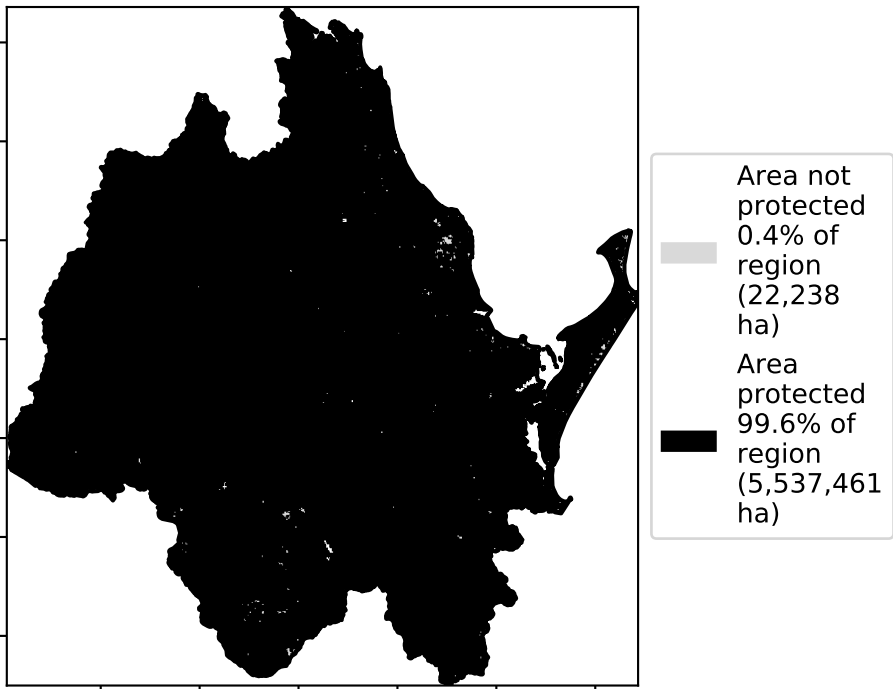 Area not
protected
0.4% of
region
(22,238
ha)
Area
protected
99.6% of
region
(5,537,461
ha)